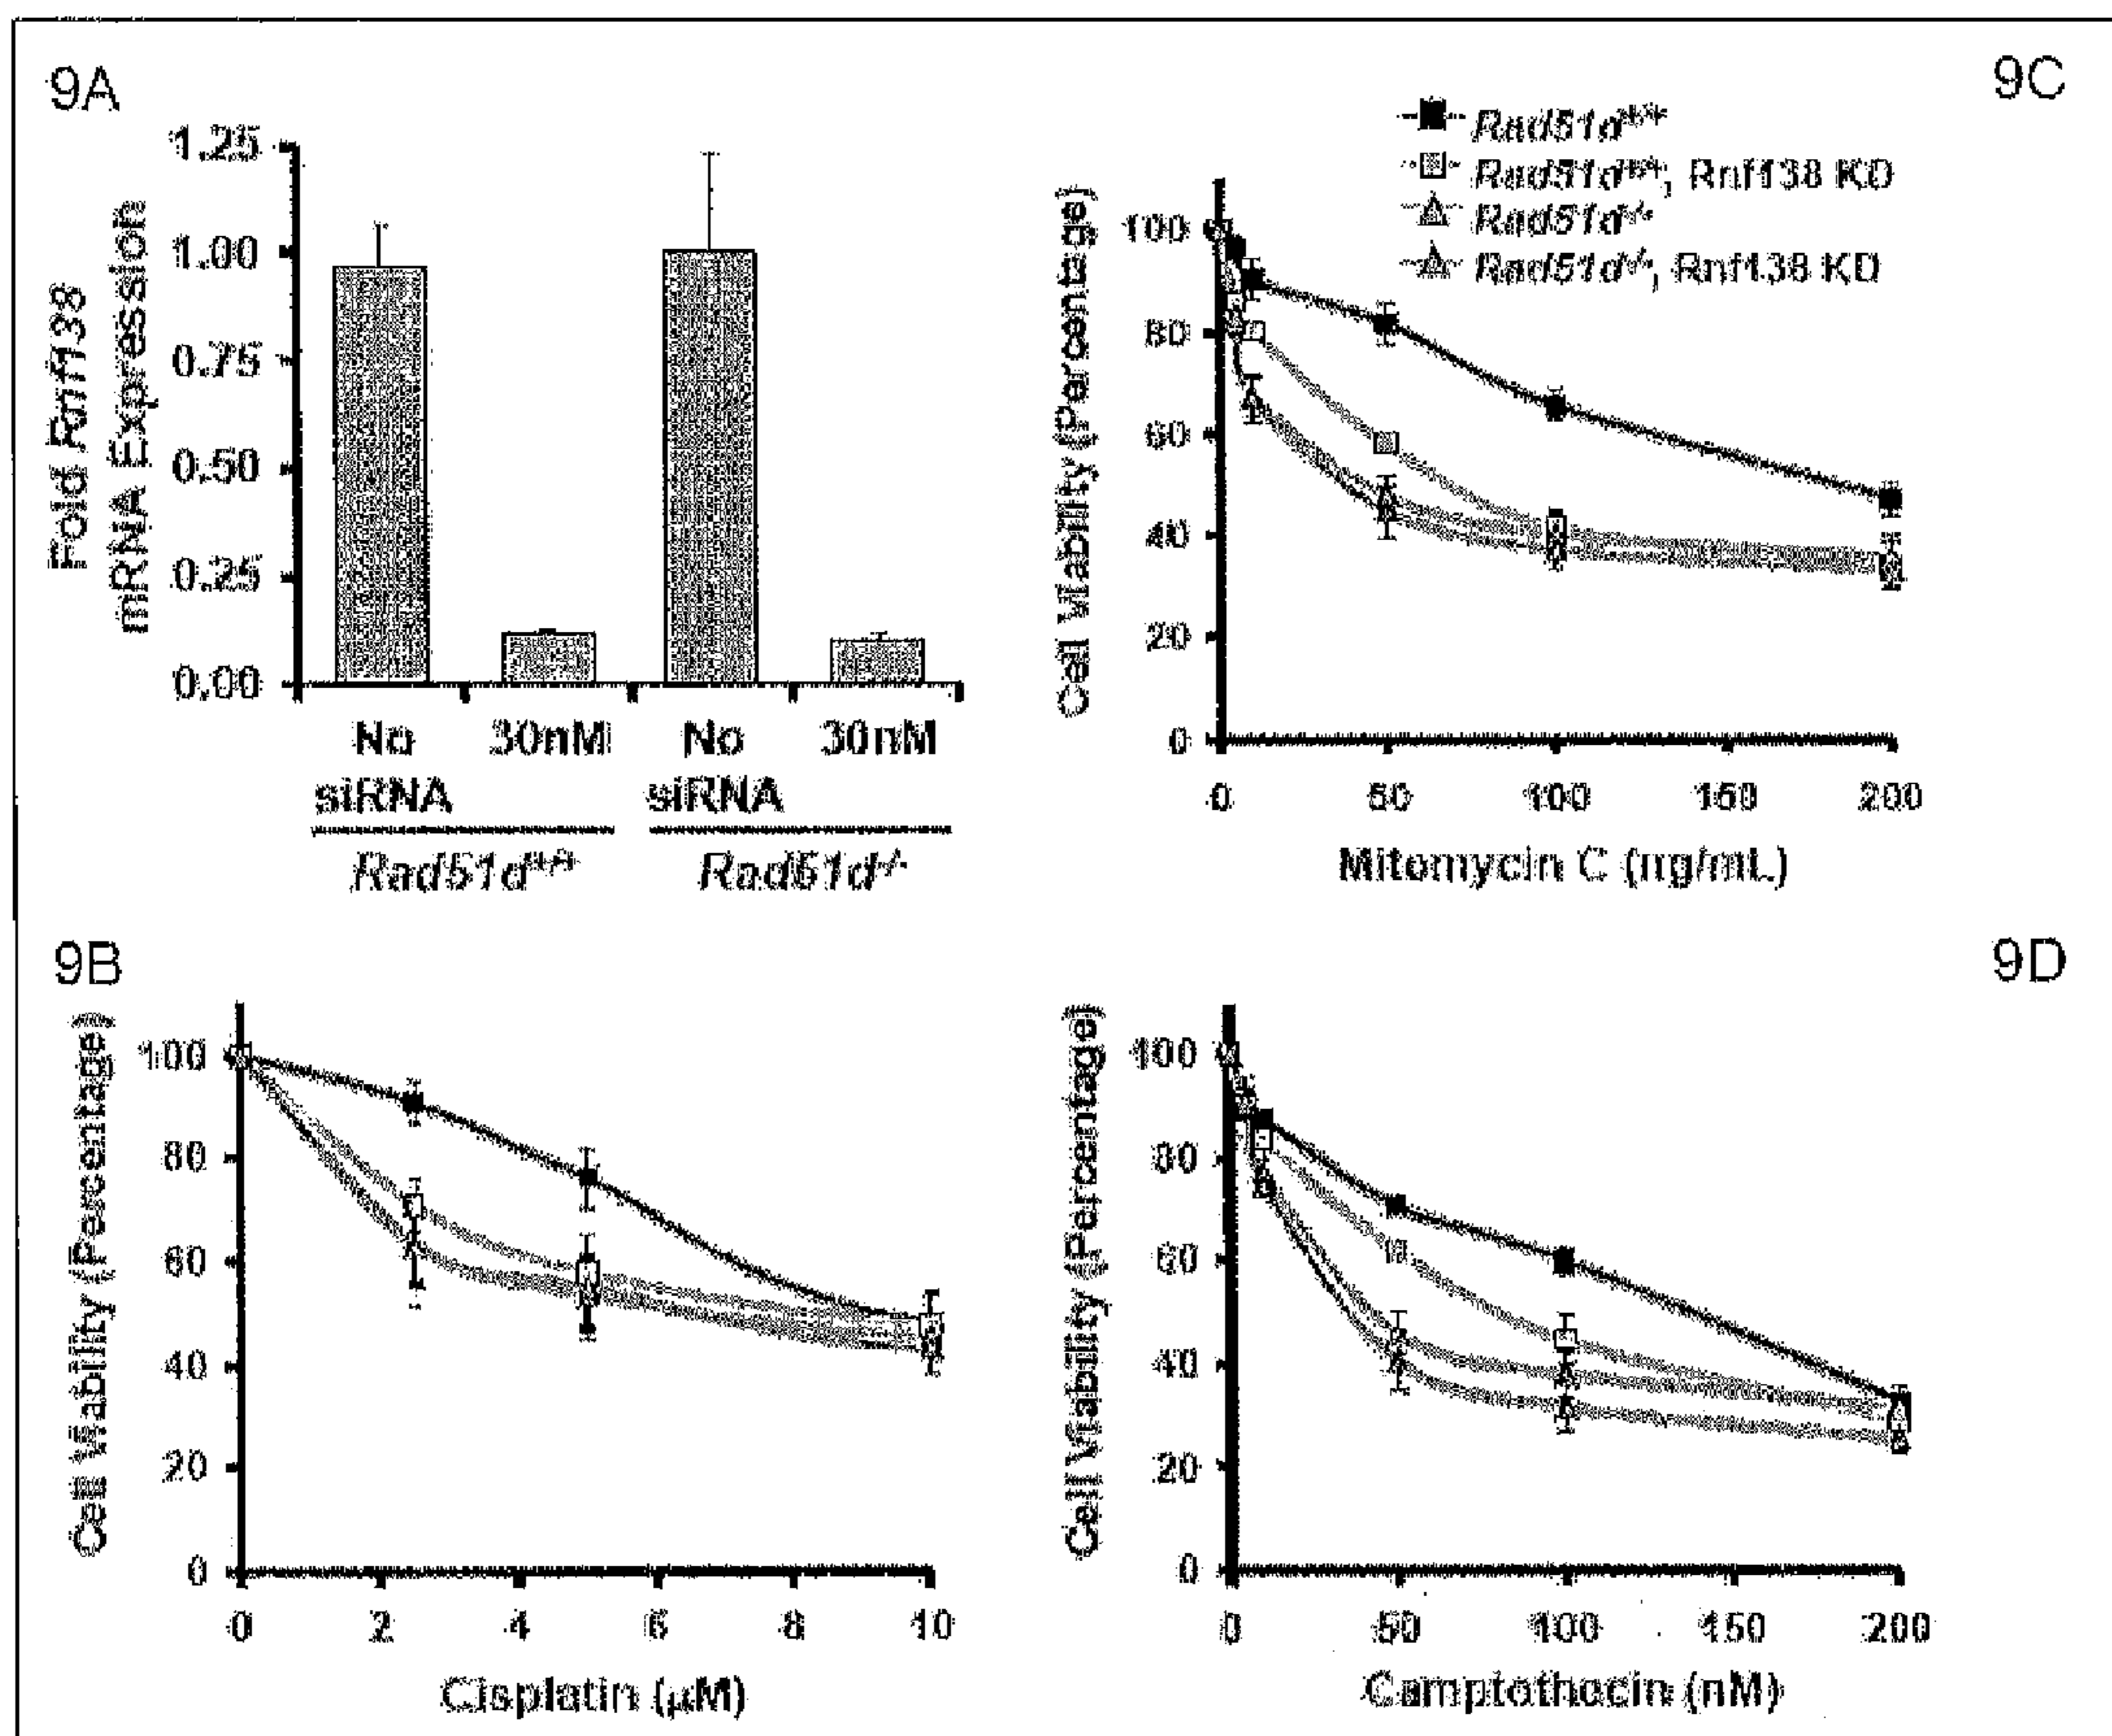 9A
Fold Rnf138
mRNA Expression
1.25
1.00
0.75
0.50
0.25
0.00
No
siRNA
30nM
No
siRNA
30nM
Rad51d+/+
Rad51d-/-
9C
Rad51d+/+
Rad51d+/+, Rnf138 KD
Rad51d-/-
Rad51d-/-, Rnf138 KD
Cell Viability (Percentage)
100
80
60
40
20
0
0 50 100 150 200
Mitomycin C (ng/mL)
9B
Cell Viability (Percentage)
100
80
60
40
20
0
0 2 4 6 8 10
Cisplatin (μM)
9D
Cell Viability (Percentage)
100
80
60
40
20
0
0 50 100 150 200
Camptothecin (nM)